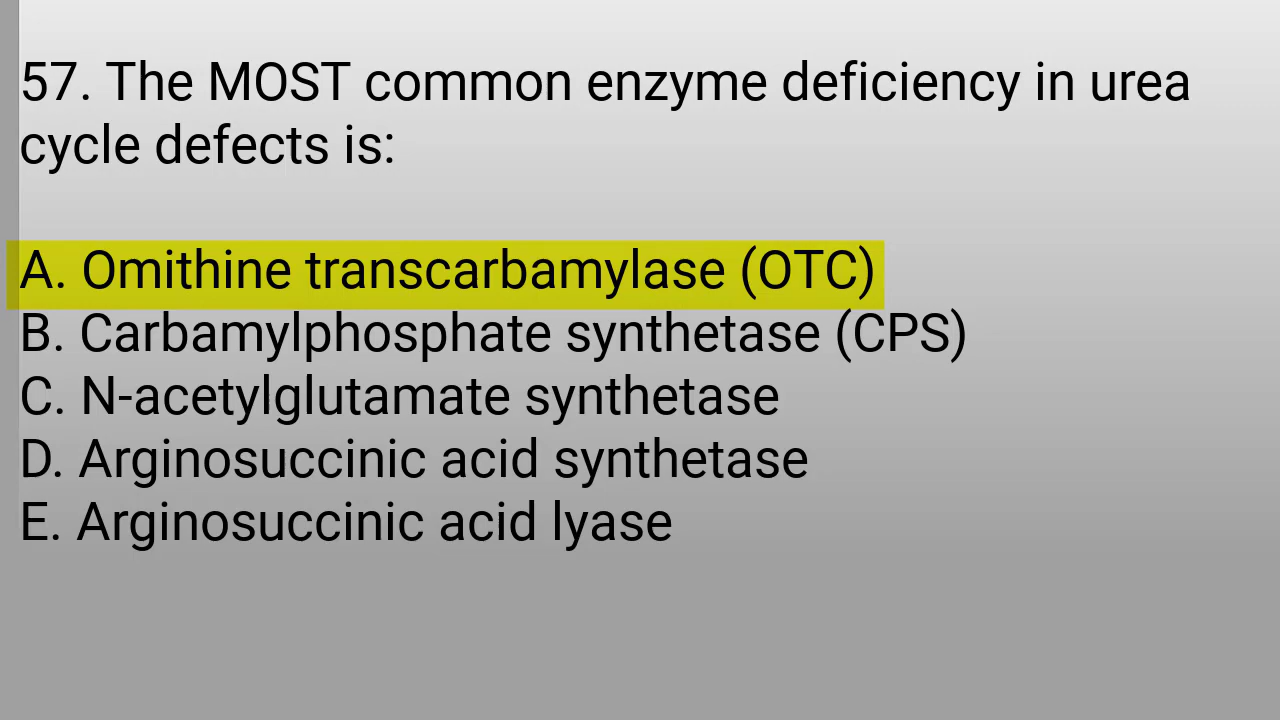 57. The MOST common enzyme deficiency in urea
cycle defects is:
A. Omithine transcarbamylase (OTC)
B. Carbamylphosphate synthetase (CPS)
C. N-acetylglutamate synthetase
D. Arginosuccinic acid synthetase
E. Arginosuccinic acid lyase